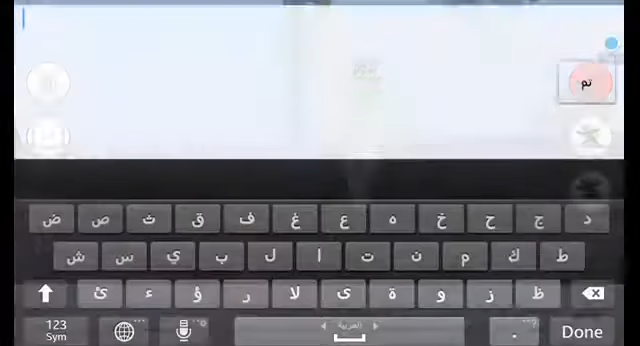 تم
ض ص ث ق ف غ ع ه خ ح ج د
ش س ي ب ل ا ت ن م ك ط
ئ ء ؤ ر لا ى ة و ز ظ
123 العربية . ? Done
Sym